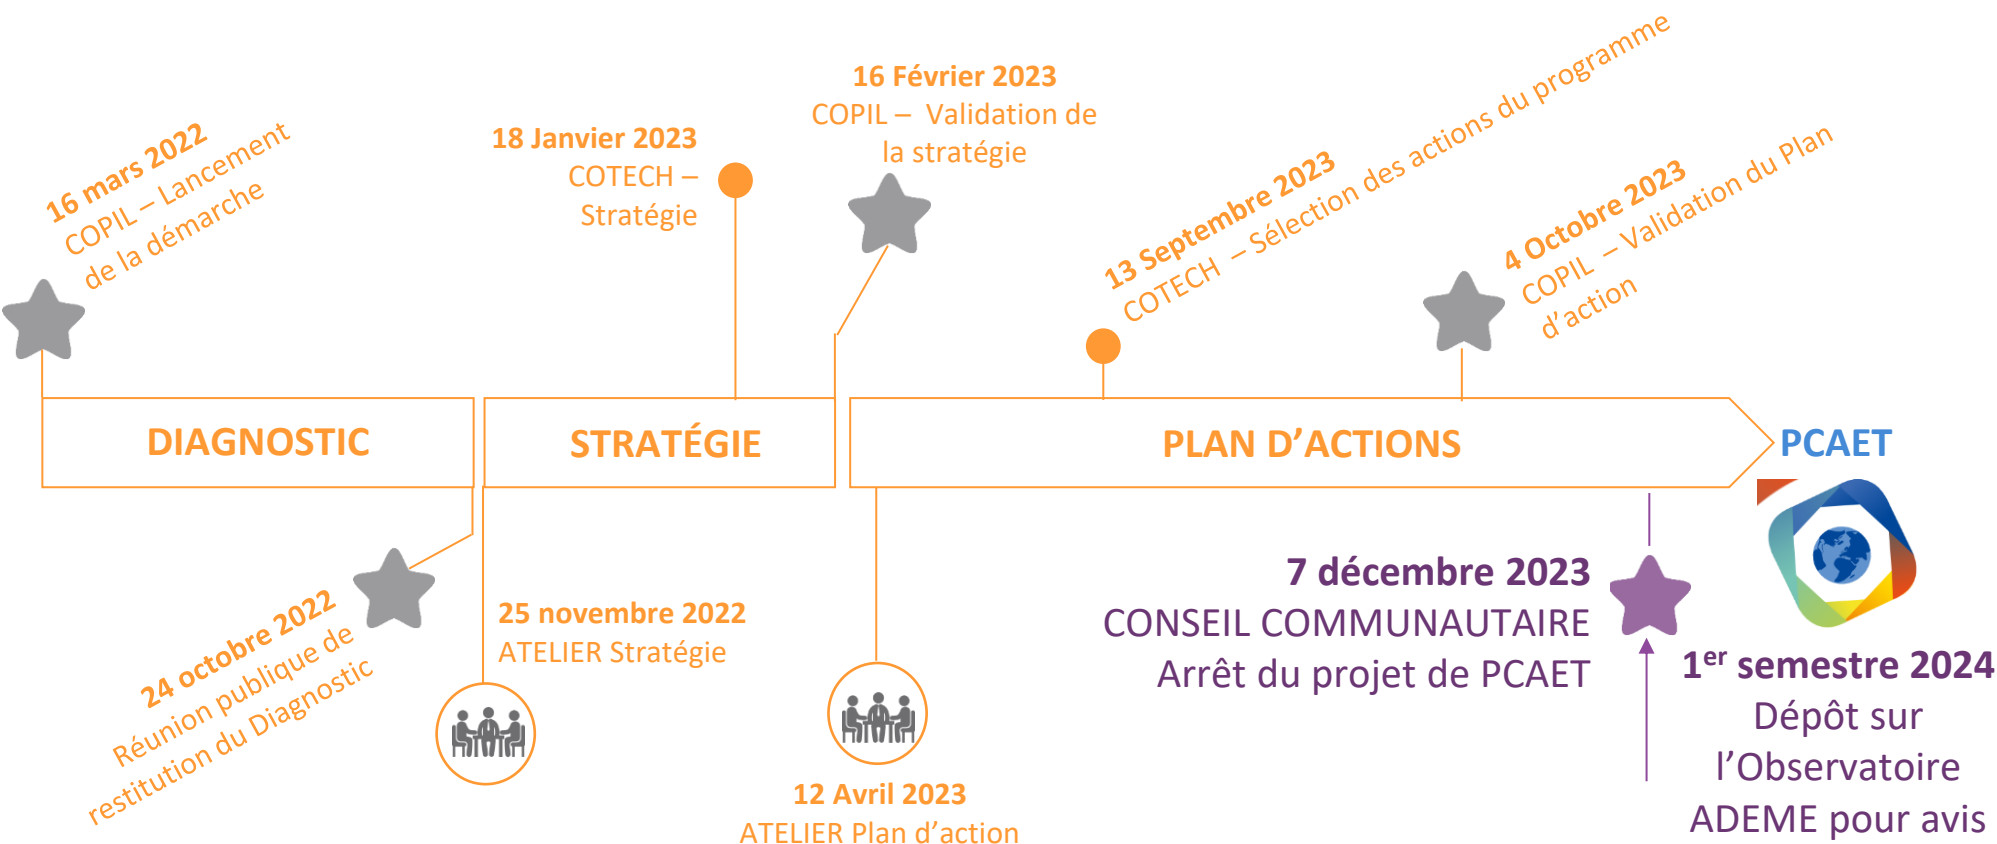 16 mars 2022
COPIL – Lancement
de la démarche
18 Janvier 2023
COTECH –
Stratégie
16 Février 2023
COPIL – Validation de
la stratégie
13 Septembre 2023
COTECH – Sélection des actions du programme
4 Octobre 2023
COPIL – Validation du Plan
d’action
DIAGNOSTIC
STRATÉGIE
PLAN D’ACTIONS
PCAET
24 octobre 2022
Réunion publique de
restitution du Diagnostic
25 novembre 2022
ATELIER Stratégie
12 Avril 2023
ATELIER Plan d’action
7 décembre 2023
CONSEIL COMMUNAUTAIRE
Arrêt du projet de PCAET
1er semestre 2024
Dépôt sur
l’Observatoire
ADEME pour avis